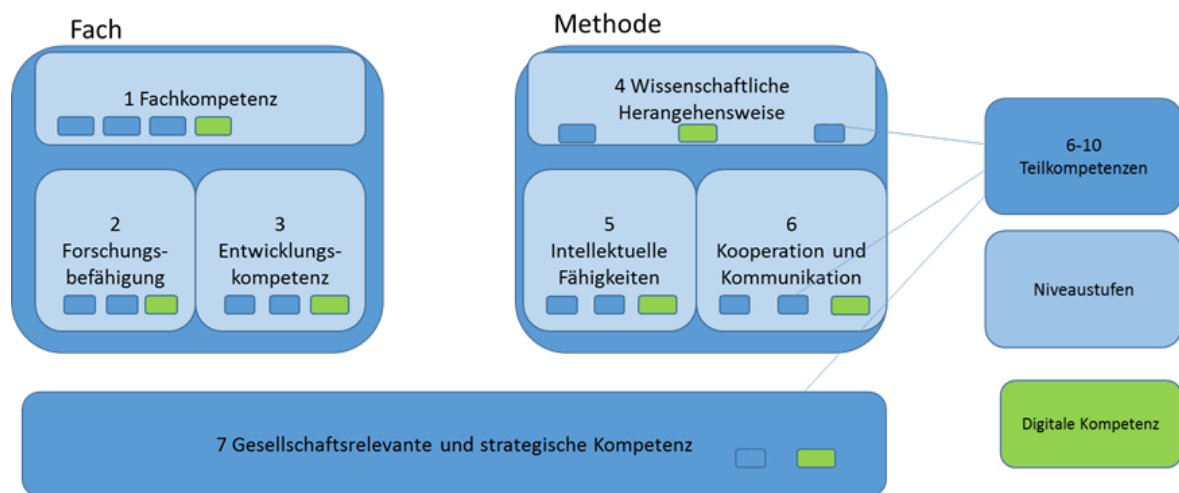 Fach
1 Fachkompetenz
2
Forschungs-
befähigung
3
Entwicklungs-
kompetenz
Methode
4 Wissenschaftliche
Herangehensweise
5
Intellektuelle
Fähigkeiten
6
Kooperation und
Kommunikation
7 Gesellschaftsrelevante und strategische Kompetenz
6-10
Teilkompetenzen
Niveaustufen
Digitale Kompetenz